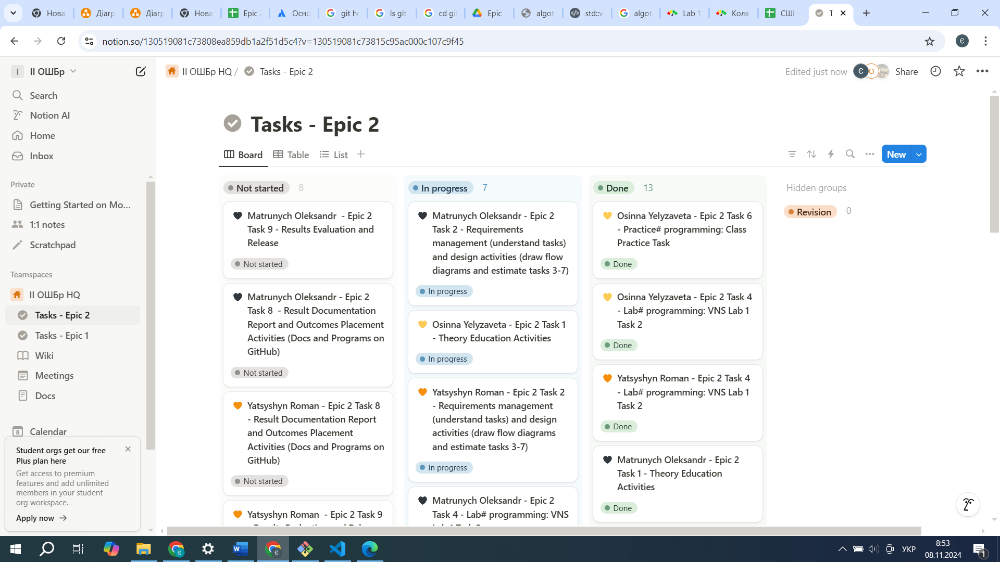 Нова
Діагр
Діагр
Нова
Epic 2
Осно
git ho
ls git
cd git
Epic 1
algot
std::v
algot
Lab 1
Коля
СШІ -
notion.so/130519081c73808ea859db1a2f51d5c4?v=130519081c73815c95ac000c107c9f45
Є
I
ІІ ОШБр
Search
Notion AI
Home
Inbox
Private
Getting Started on Mo...
1:1 notes
Scratchpad
Teamspaces
ІІ ОШБр HQ
Tasks - Epic 2
Tasks - Epic 1
Wiki
Meetings
Docs
8
Calendar
Student orgs get our free
Plus plan here
Get access to premium
features and add unlimited
members in your student
org workspace.
Apply now
ІІ ОШБр HQ /
Tasks - Epic 2
Edited just now
Є
O
Share
Tasks - Epic 2
Board
Table
List
New
Not started 8
Matrunych Oleksandr - Epic 2
Task 9 - Results Evaluation and
Release
Not started
Matrunych Oleksandr - Epic 2
Task 8 - Result Documentation
Report and Outcomes Placement
Activities (Docs and Programs on
GitHub)
Not started
Yatsyshyn Roman - Epic 2 Task 8
- Result Documentation Report
and Outcomes Placement
Activities (Docs and Programs on
GitHub)
Not started
Yatsyshyn Roman - Epic 2 Task 9
In progress 7
Matrunych Oleksandr - Epic 2
Task 2 - Requirements
management (understand tasks)
and design activities (draw flow
diagrams and estimate tasks 3-7)
In progress
Osinna Yelyzaveta - Epic 2 Task 1
- Theory Education Activities
In progress
Yatsyshyn Roman - Epic 2 Task 2
- Requirements management
(understand tasks) and design
activities (draw flow diagrams
and estimate tasks 3-7)
In progress
Matrunych Oleksandr - Epic 2
Task 4 - Lab# programming: VNS
Done 13
Osinna Yelyzaveta - Epic 2 Task 6
- Practice# programming: Class
Practice Task
Done
Osinna Yelyzaveta - Epic 2 Task 4
- Lab# programming: VNS Lab 1
Task 2
Done
Yatsyshyn Roman - Epic 2 Task 4
- Lab# programming: VNS Lab 1
Task 2
Done
Matrunych Oleksandr - Epic 2
Task 1 - Theory Education
Activities
Done
Hidden groups
Revision 0
УКР
8:53
08.11.2024
1